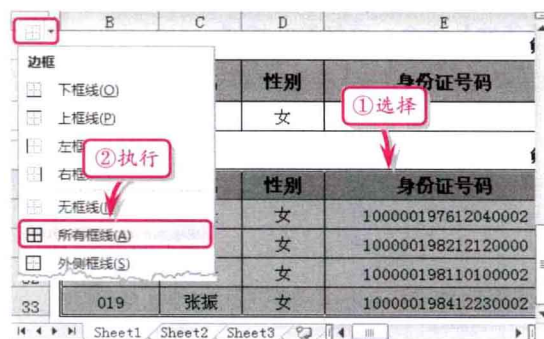 B C D E
边框
下框线(O)
上框线(P) 性别 身份证号码
左框 女 ①选择
②执行
右框
无框线 性别 身份证号码
女 100000197612040002
所有框线(A) 女 100000198212120000
外侧框线(S) 女 100000198110100002
33 019 张振 女 100000198412230002
Sheet1 Sheet2 Sheet3